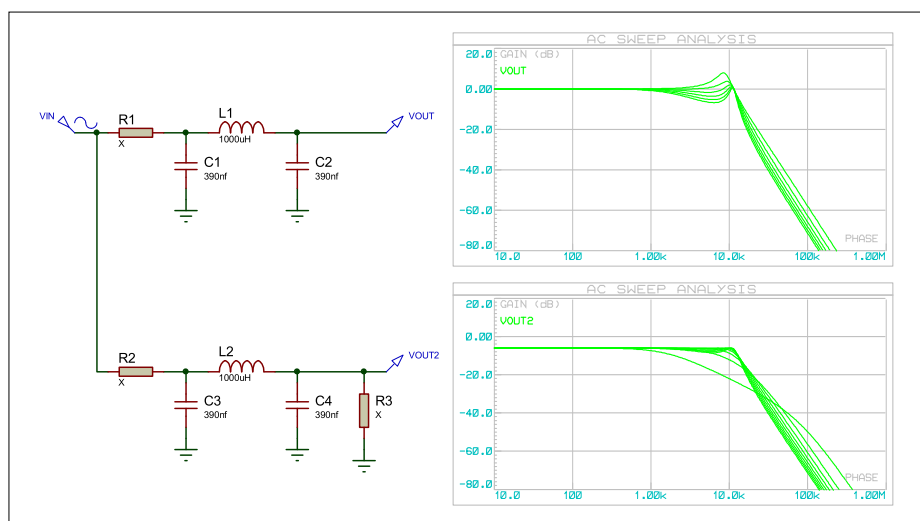 VIN
R1
X
L1
1000uH
VOUT
C1
390nf
C2
390nf
R2
X
L2
1000uH
VOUT2
C3
390nf
C4
390nf
R3
X
AC SWEEP ANALYSIS
20.0
GAIN (dB)
VOUT
0.00
-20.0
-40.0
-60.0
-80.0
PHASE
10.0
100
1.00k
10.0k
100k
1.00M
AC SWEEP ANALYSIS
20.0
GAIN (dB)
VOUT2
0.00
-20.0
-40.0
-60.0
-80.0
PHASE
10.0
100
1.00k
10.0k
100k
1.00M